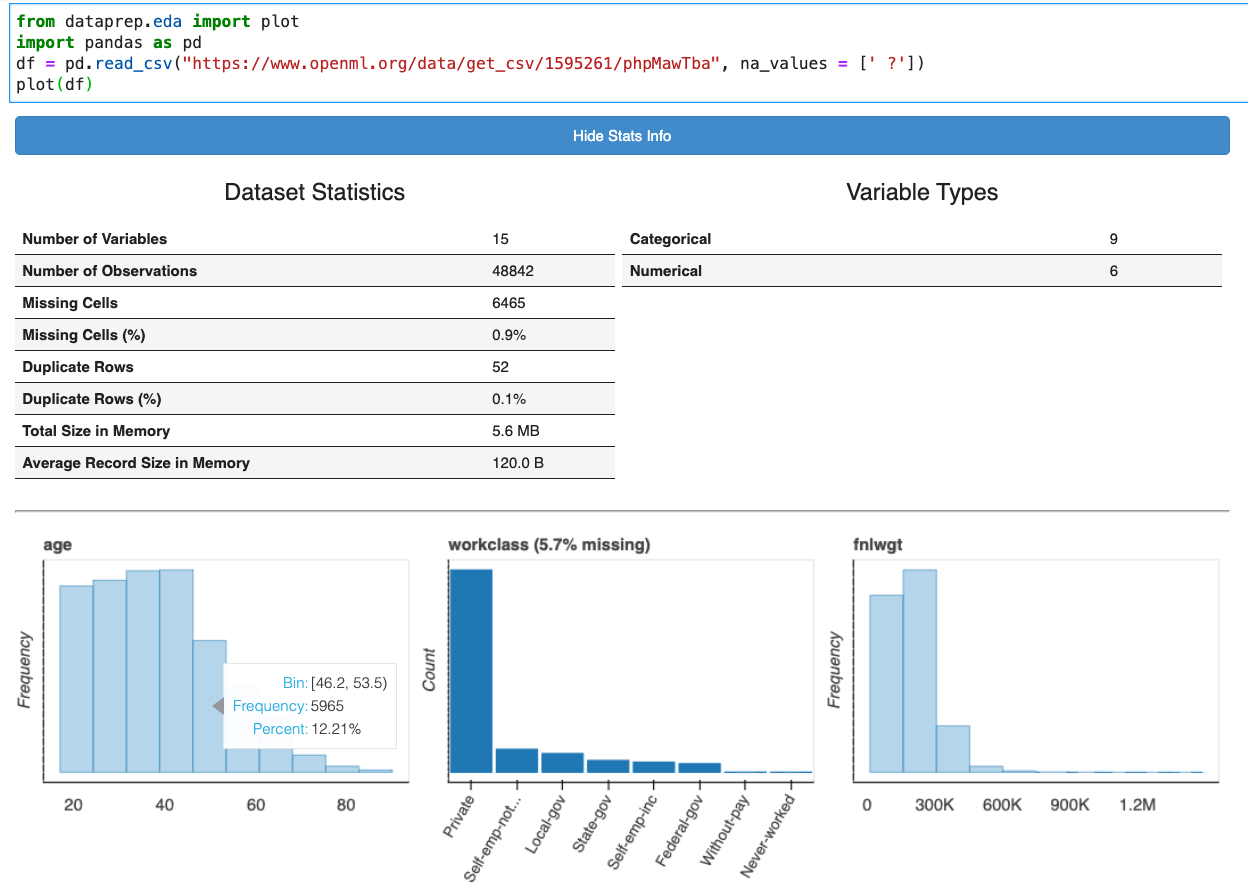 from dataprep.eda import plot
import pandas as pd
df = pd.read_csv("https://www.openml.org/data/get_csv/1595261/phpMawTba", na_values = [' ?'])
plot(df)
Hide Stats Info
Dataset Statistics
Number of Variables 15
Number of Observations 48842
Missing Cells 6465
Missing Cells (%) 0.9%
Duplicate Rows 52
Duplicate Rows (%) 0.1%
Total Size in Memory 5.6 MB
Average Record Size in Memory 120.0 B
Variable Types
Categorical 9
Numerical 6
age
Frequency
Bin: [46.2, 53.5)
Frequency: 5965
Percent: 12.21%
20 40 60 80
workclass (5.7% missing)
Count
Private
Self-emp-not...
Local-gov
State-gov
Self-emp-inc
Federal-gov
Without-pay
Never-worked
fnlwgt
Frequency
0 300K 600K 900K 1.2M